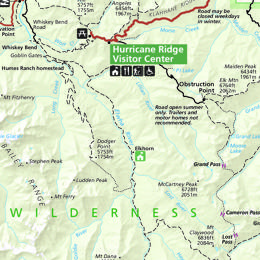 Whiskey Bend
5755ft
1754m
Angeles
6454ft
1967m
KLAHHANE RIDGE
Road may be
closed weekdays
in winter.
Point
Whiskey Bend
Goblin Gates
Humes Ranch homestead
Hurricane Ridge
Visitor Center
Maiden Peak
6434ft
1961m
Elk Mtn
6764ft
2062m
Obstruction
Point
Mt Fitzhenry
Road open summer
only. Trailers and
motor homes not
recommended.
BAILEY RANGE
Dodger
Point
5753ft
1754m
Elkhorn
Stephen Peak
Grand Pass
Ludden Peak
McCartney Peak
6728ft
2051m
Mt Ferry
WILDERNESS
Cameron Pass
Mt
Claywood
6836ft
2084m
Lost
Pass
Mt Dana